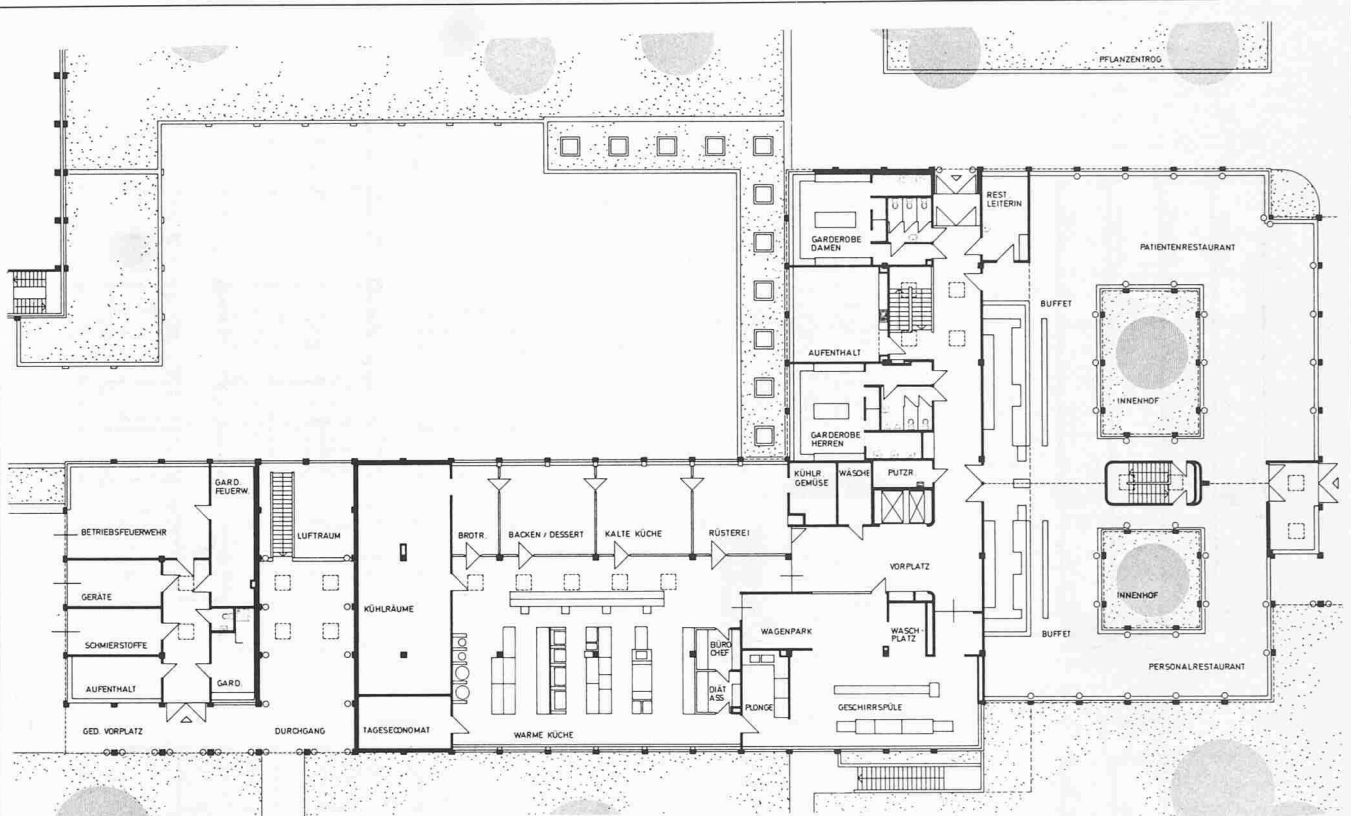 PFLANZENTROG
REST.
LEITERIN
GARDEROBE
DAMEN
PATIENTENRESTAURANT
BUFFET
AUFENTHALT
INNENHOF
GARDEROBE
HERREN
KÜHLR.
GEMÜSE
WÄSCHE
PUTZR.
GARD.
FEUERW.
BETRIEBSFEUERWEHR
LUFTRAUM
BROTR.
BACKEN / DESSERT
KALTE KÜCHE
RÜSTEREI
VORPLATZ
GERÄTE
KÜHLRÄUME
INNENHOF
WAGENPARK
WASCH-
PLATZ
BUFFET
SCHMIERSTOFFE
BÜRO
CHEF
PERSONALRESTAURANT
AUFENTHALT
GARD.
DIÄT
ASS.
PLONGE
GESCHIRRSPÜLE
GED. VORPLATZ
DURCHGANG
TAGESECONOMAT
WARME KÜCHE